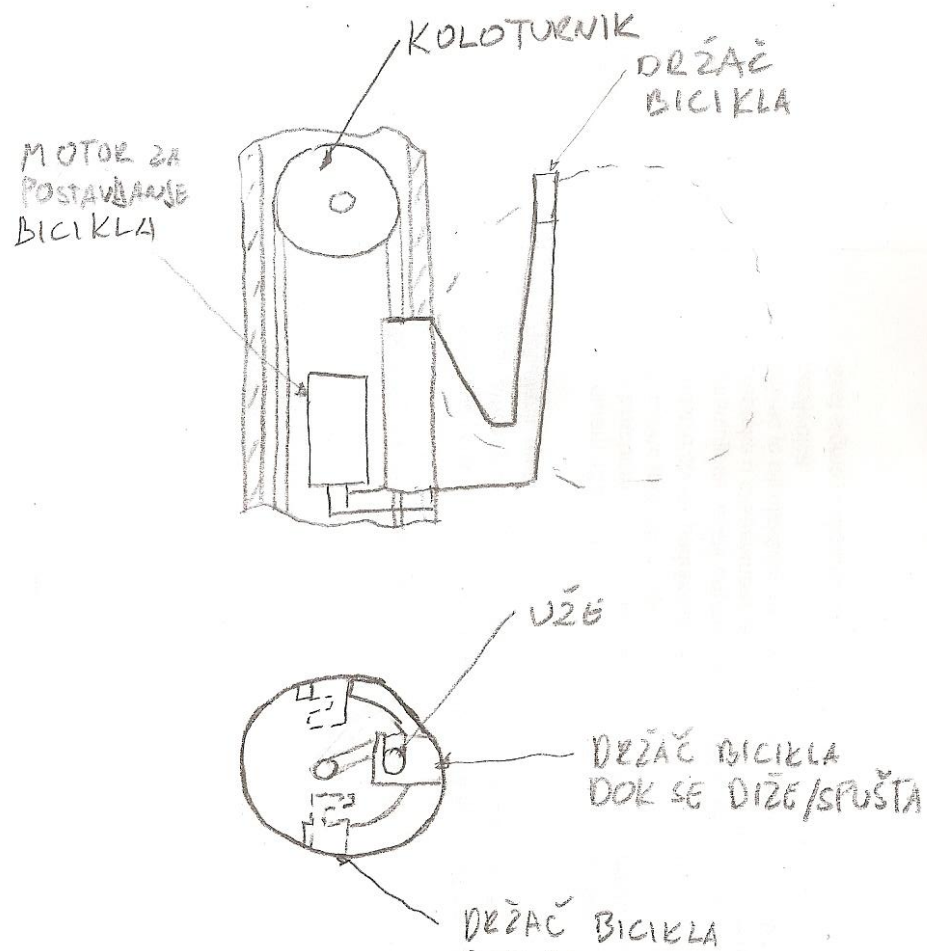 KOLOTURNIK
DRŽAČ
BICIKLA
MOTOR ZA
POSTAVLJANJE
BICIKLA
UŽE
DRŽAČ BICIKLA
DOK SE DIŽE/SPUŠTA
DRŽAČ BICIKLA